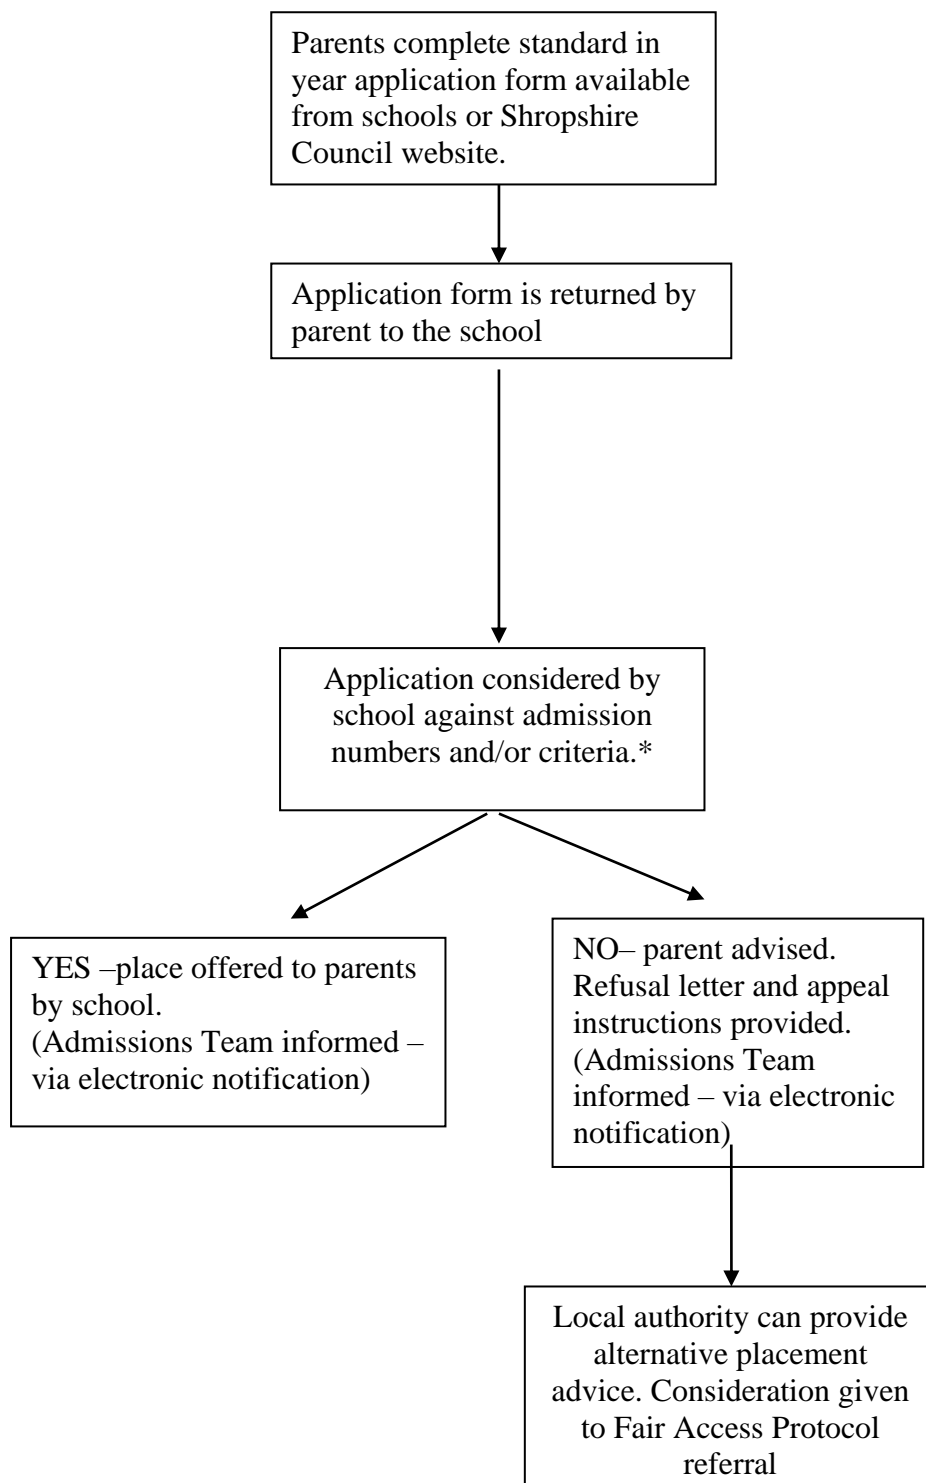 Parents complete standard in
year application form available
from schools or Shropshire
Council website.
Application form is returned by
parent to the school
Application considered by
school against admission
numbers and/or criteria.*
YES –place offered to parents
by school.
(Admissions Team informed –
via electronic notification)
NO– parent advised.
Refusal letter and appeal
instructions provided.
(Admissions Team
informed – via electronic
notification)
Local authority can provide
alternative placement
advice. Consideration given
to Fair Access Protocol
referral